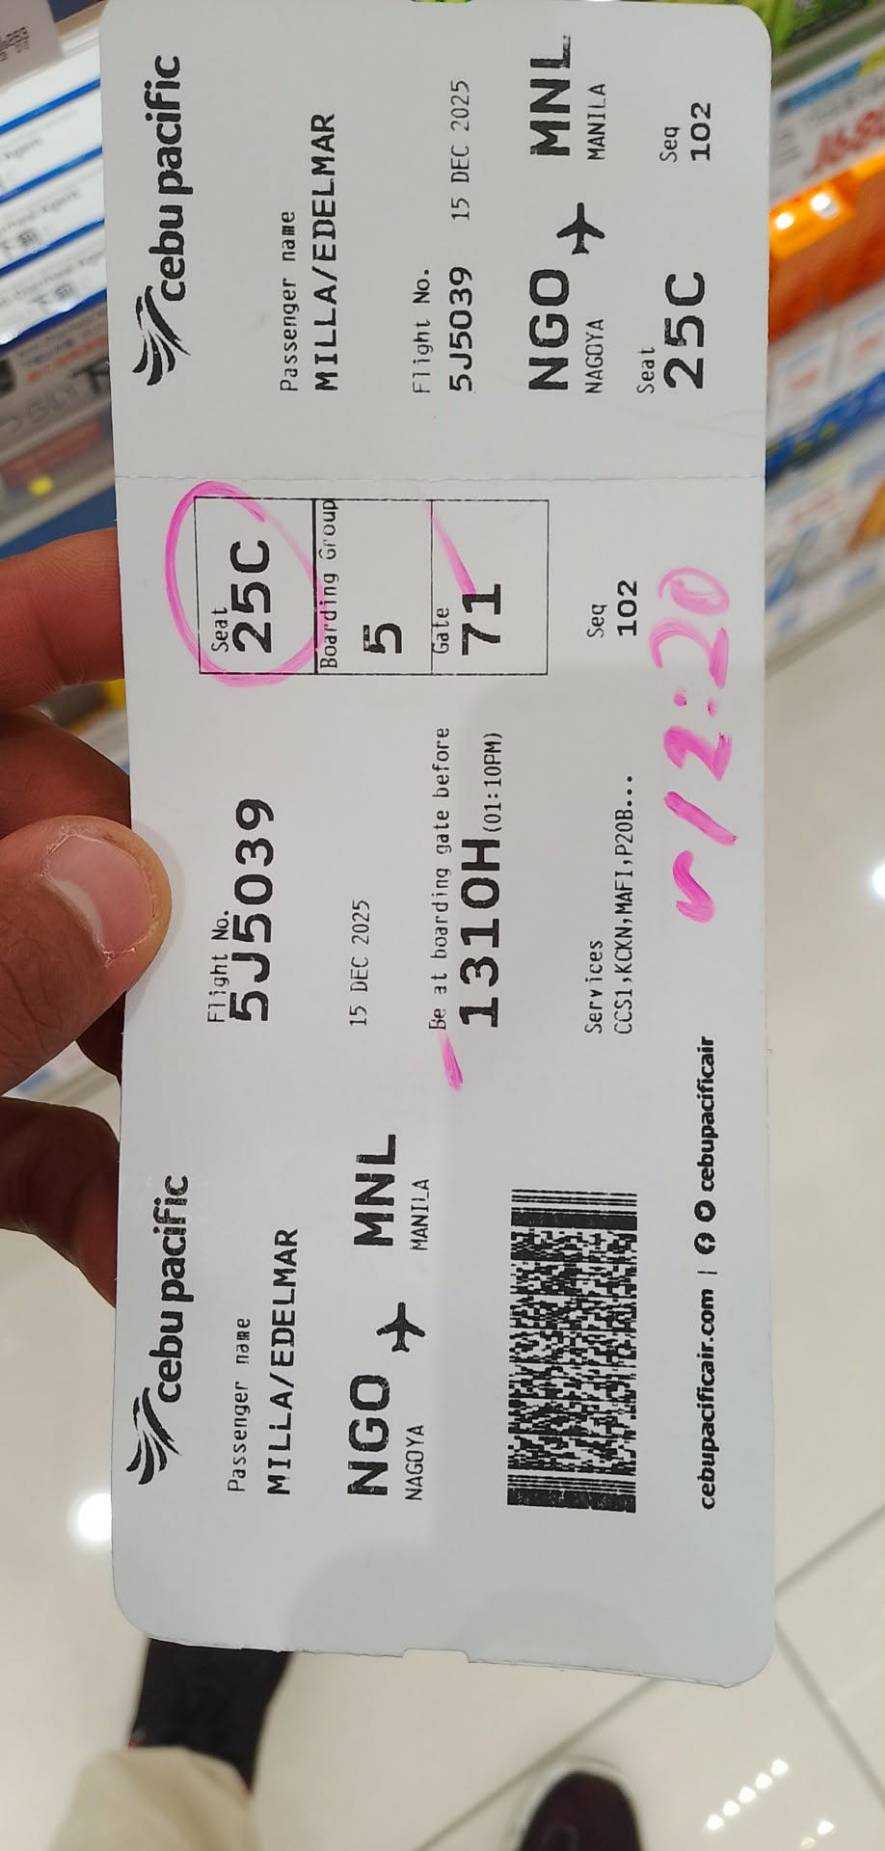 cebu pacific
Passenger name
MILLA/EDELMAR
NGO MNL
NAGOYA MANILA
cebupacificair.com | cebupacificair
Flight No.
5J5039
15 DEC 2025
Be at boarding gate before
1310H(01:10PM)
Services
CCS1,KCKN,MAFI,P20B...
Seat
25C
Boarding Group
5
Gate
71
Seq
102
12:20
cebu pacific
Passenger name
MILLA/EDELMAR
Flight No.
5J5039 15 DEC 2025
NGO MNL
NAGOYA MANILA
Seat Seq
25C 102